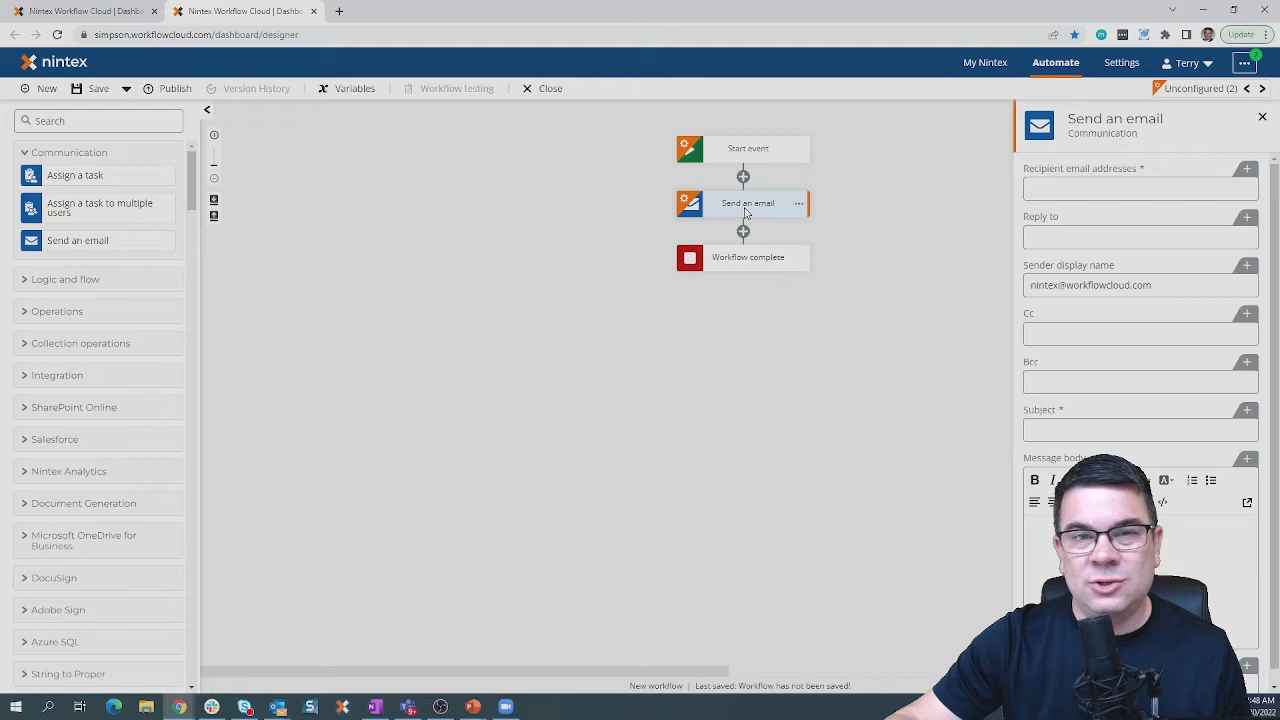 Nintex Workflow Cloud | Dashbo
Nintex Workflow Cloud | Dashbo
simpson.workflowcloud.com/dashboard/designer
Update
nintex
My Nintex
Automate
Settings
Terry
2
New
Save
Publish
Version History
Variables
Workflow testing
Close
Unconfigured (2)
Search
Communication
Assign a task
Assign a task to multiple
users
Send an email
Logic and flow
Operations
Collection operations
Integration
SharePoint Online
Salesforce
Nintex Analytics
Document Generation
Microsoft OneDrive for
Business
DocuSign
Adobe Sign
Azure SQL
String to Proper
Start event
Send an email
Workflow complete
Send an email
Communication
Recipient email addresses *
Reply to
Sender display name
nintex@workflowcloud.com
Cc
Bcc
Subject *
Message body
B I
New workflow | Last saved: Workflow has not been saved!
:48 AM
/0/2022